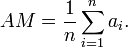 AM = \frac{1}{n} \sum_{i=1}^{n} a_i.